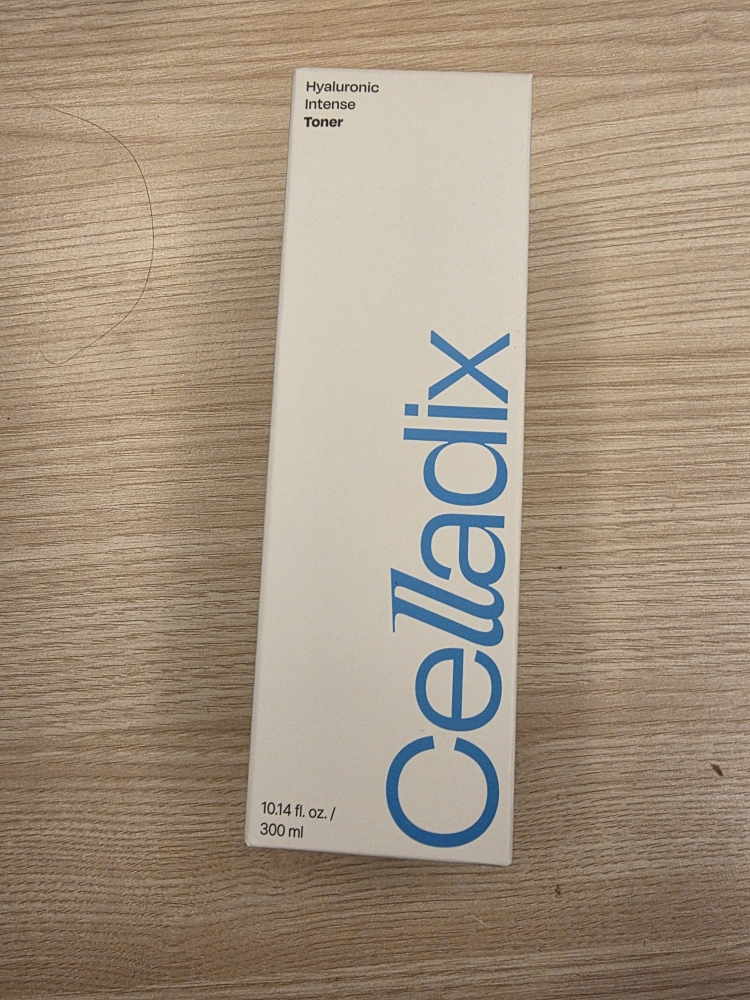 Hyaluronic
Intense
Toner
Celladix
10.14 fl. oz. /
300 ml